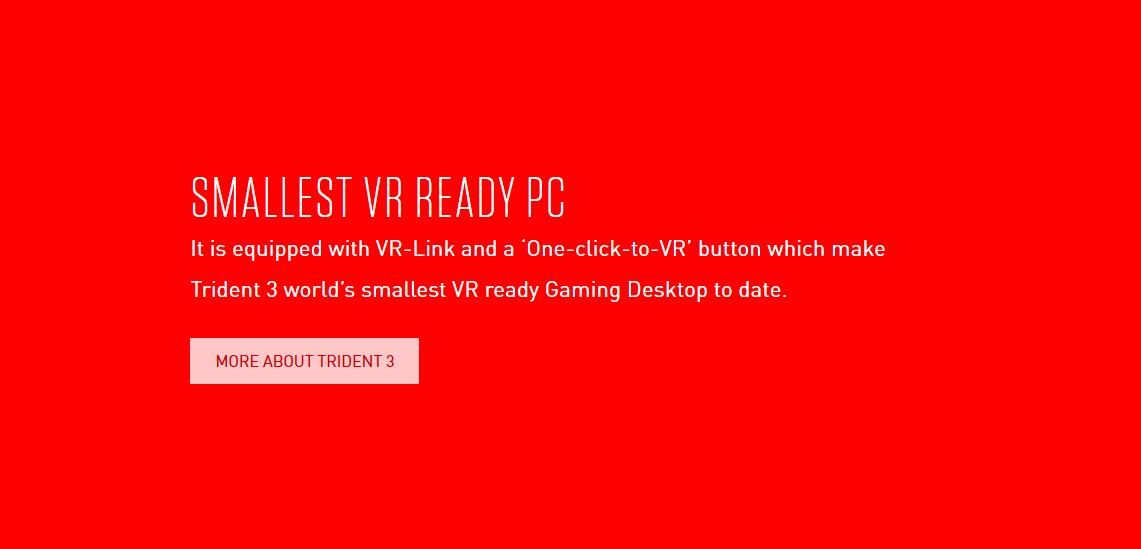 SMALLEST VR READY PC
It is equipped with VR-Link and a ‘One-click-to-VR’ button which make
Trident 3 world’s smallest VR ready Gaming Desktop to date.
MORE ABOUT TRIDENT 3